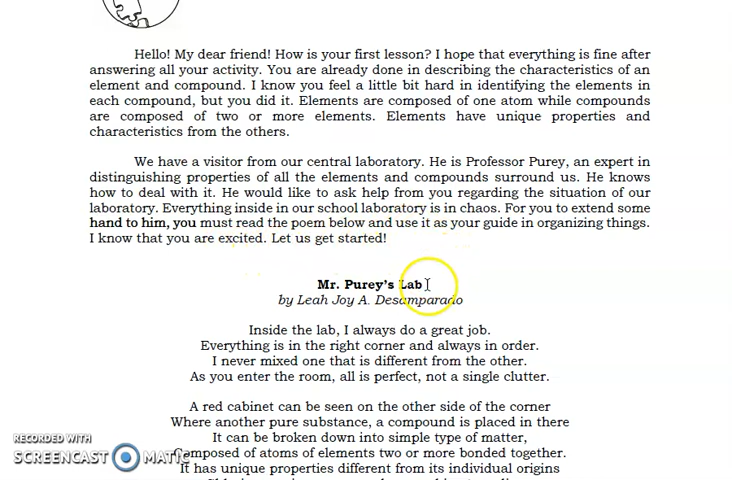 Hello! My dear friend! How is your first lesson? I hope that everything is fine after
answering all your activity. You are already done in describing the characteristics of an
element and compound. I know you feel a little bit hard in identifying the elements in
each compound, but you did it. Elements are composed of one atom while compounds
are composed of two or more elements. Elements have unique properties and
characteristics from the others.
We have a visitor from our central laboratory. He is Professor Purey, an expert in
distinguishing properties of all the elements and compounds surround us. He knows
how to deal with it. He would like to ask help from you regarding the situation of our
laboratory. Everything inside in our school laboratory is in chaos. For you to extend some
hand to him, you must read the poem below and use it as your guide in organizing things.
I know that you are excited. Let us get started!
Mr. Purey's Lab
by Leah Joy A. Desamparado
Inside the lab, I always do a great job.
Everything is in the right corner and always in order.
I never mixed one that is different from the other.
As you enter the room, all is perfect, not a single clutter.
A red cabinet can be seen on the other side of the corner
Where another pure substance, a compound is placed in there
It can be broken down into simple type of matter,
Composed of atoms of elements two or more bonded together.
It has unique properties different from its individual origins
RECORDED WITH
SCREENCAST MATIC